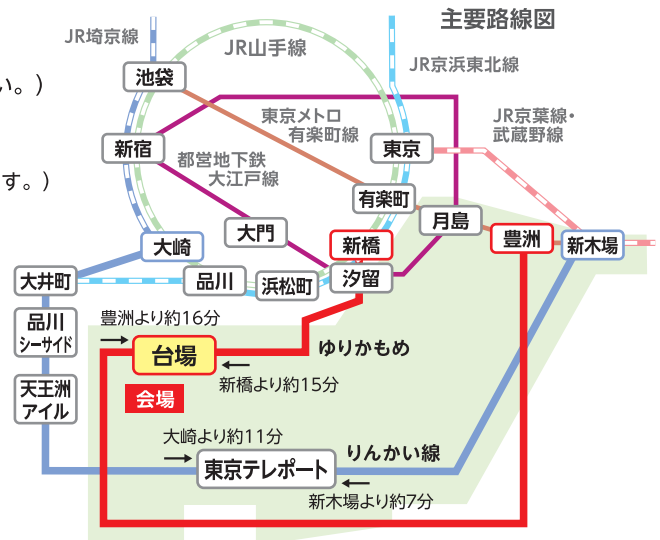 主要路線図
JR埼京線
JR山手線
JR京浜東北線
い。）
池袋
東京メトロ
有楽町線
JR京葉線・
武蔵野線
新宿
東京
都営地下鉄
大江戸線
す。）
有楽町
月島
大門
新橋
豊洲
新木場
大崎
大井町
品川
浜松町
汐留
品川
シーサイド
豊洲より約16分
台場
ゆりかもめ
新橋より約15分
天王洲
アイル
会場
大崎より約11分
東京テレポート
りんかい線
新木場より約7分